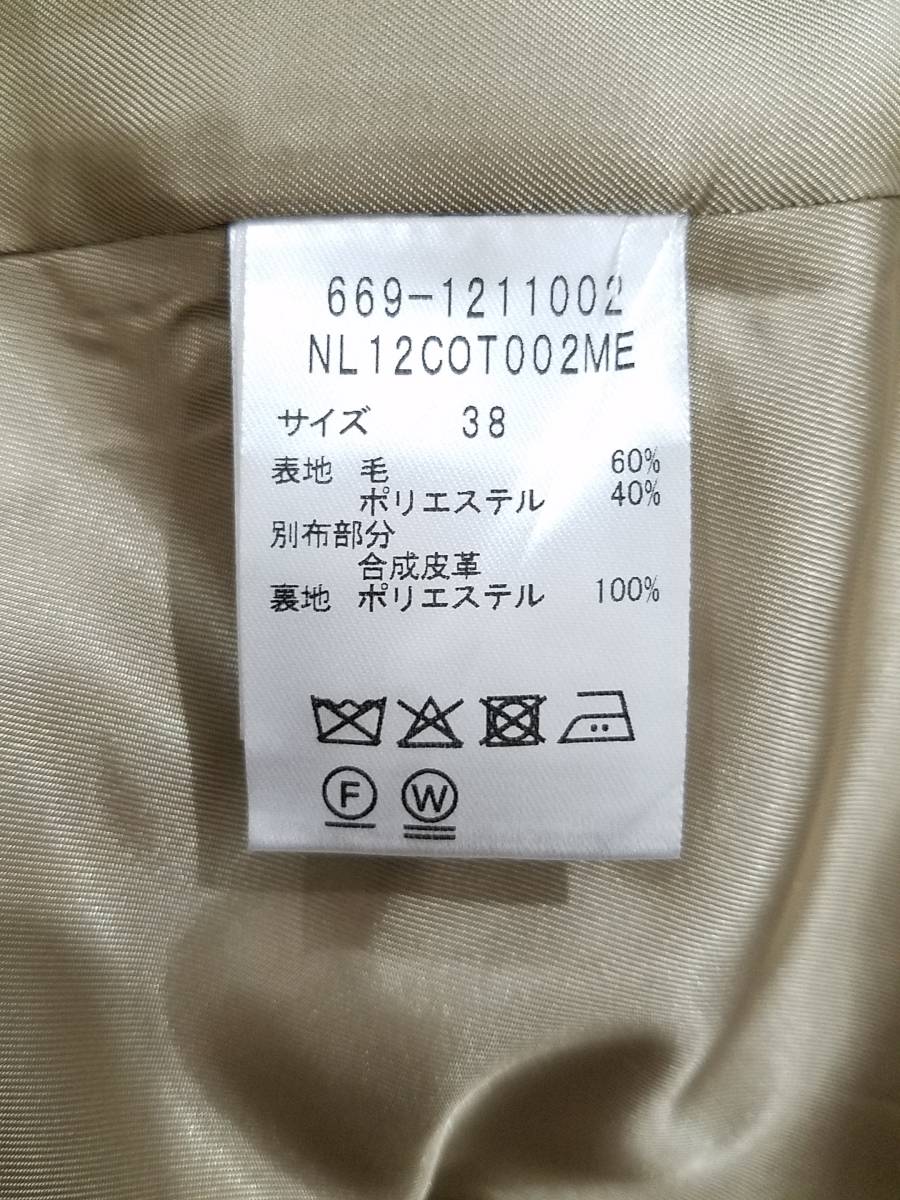 669-1211002
NL12COT002ME
サイズ 38
表地 毛 60%
ポリエステル 40%
別布部分
合成皮革
裏地 ポリエステル 100%
F W